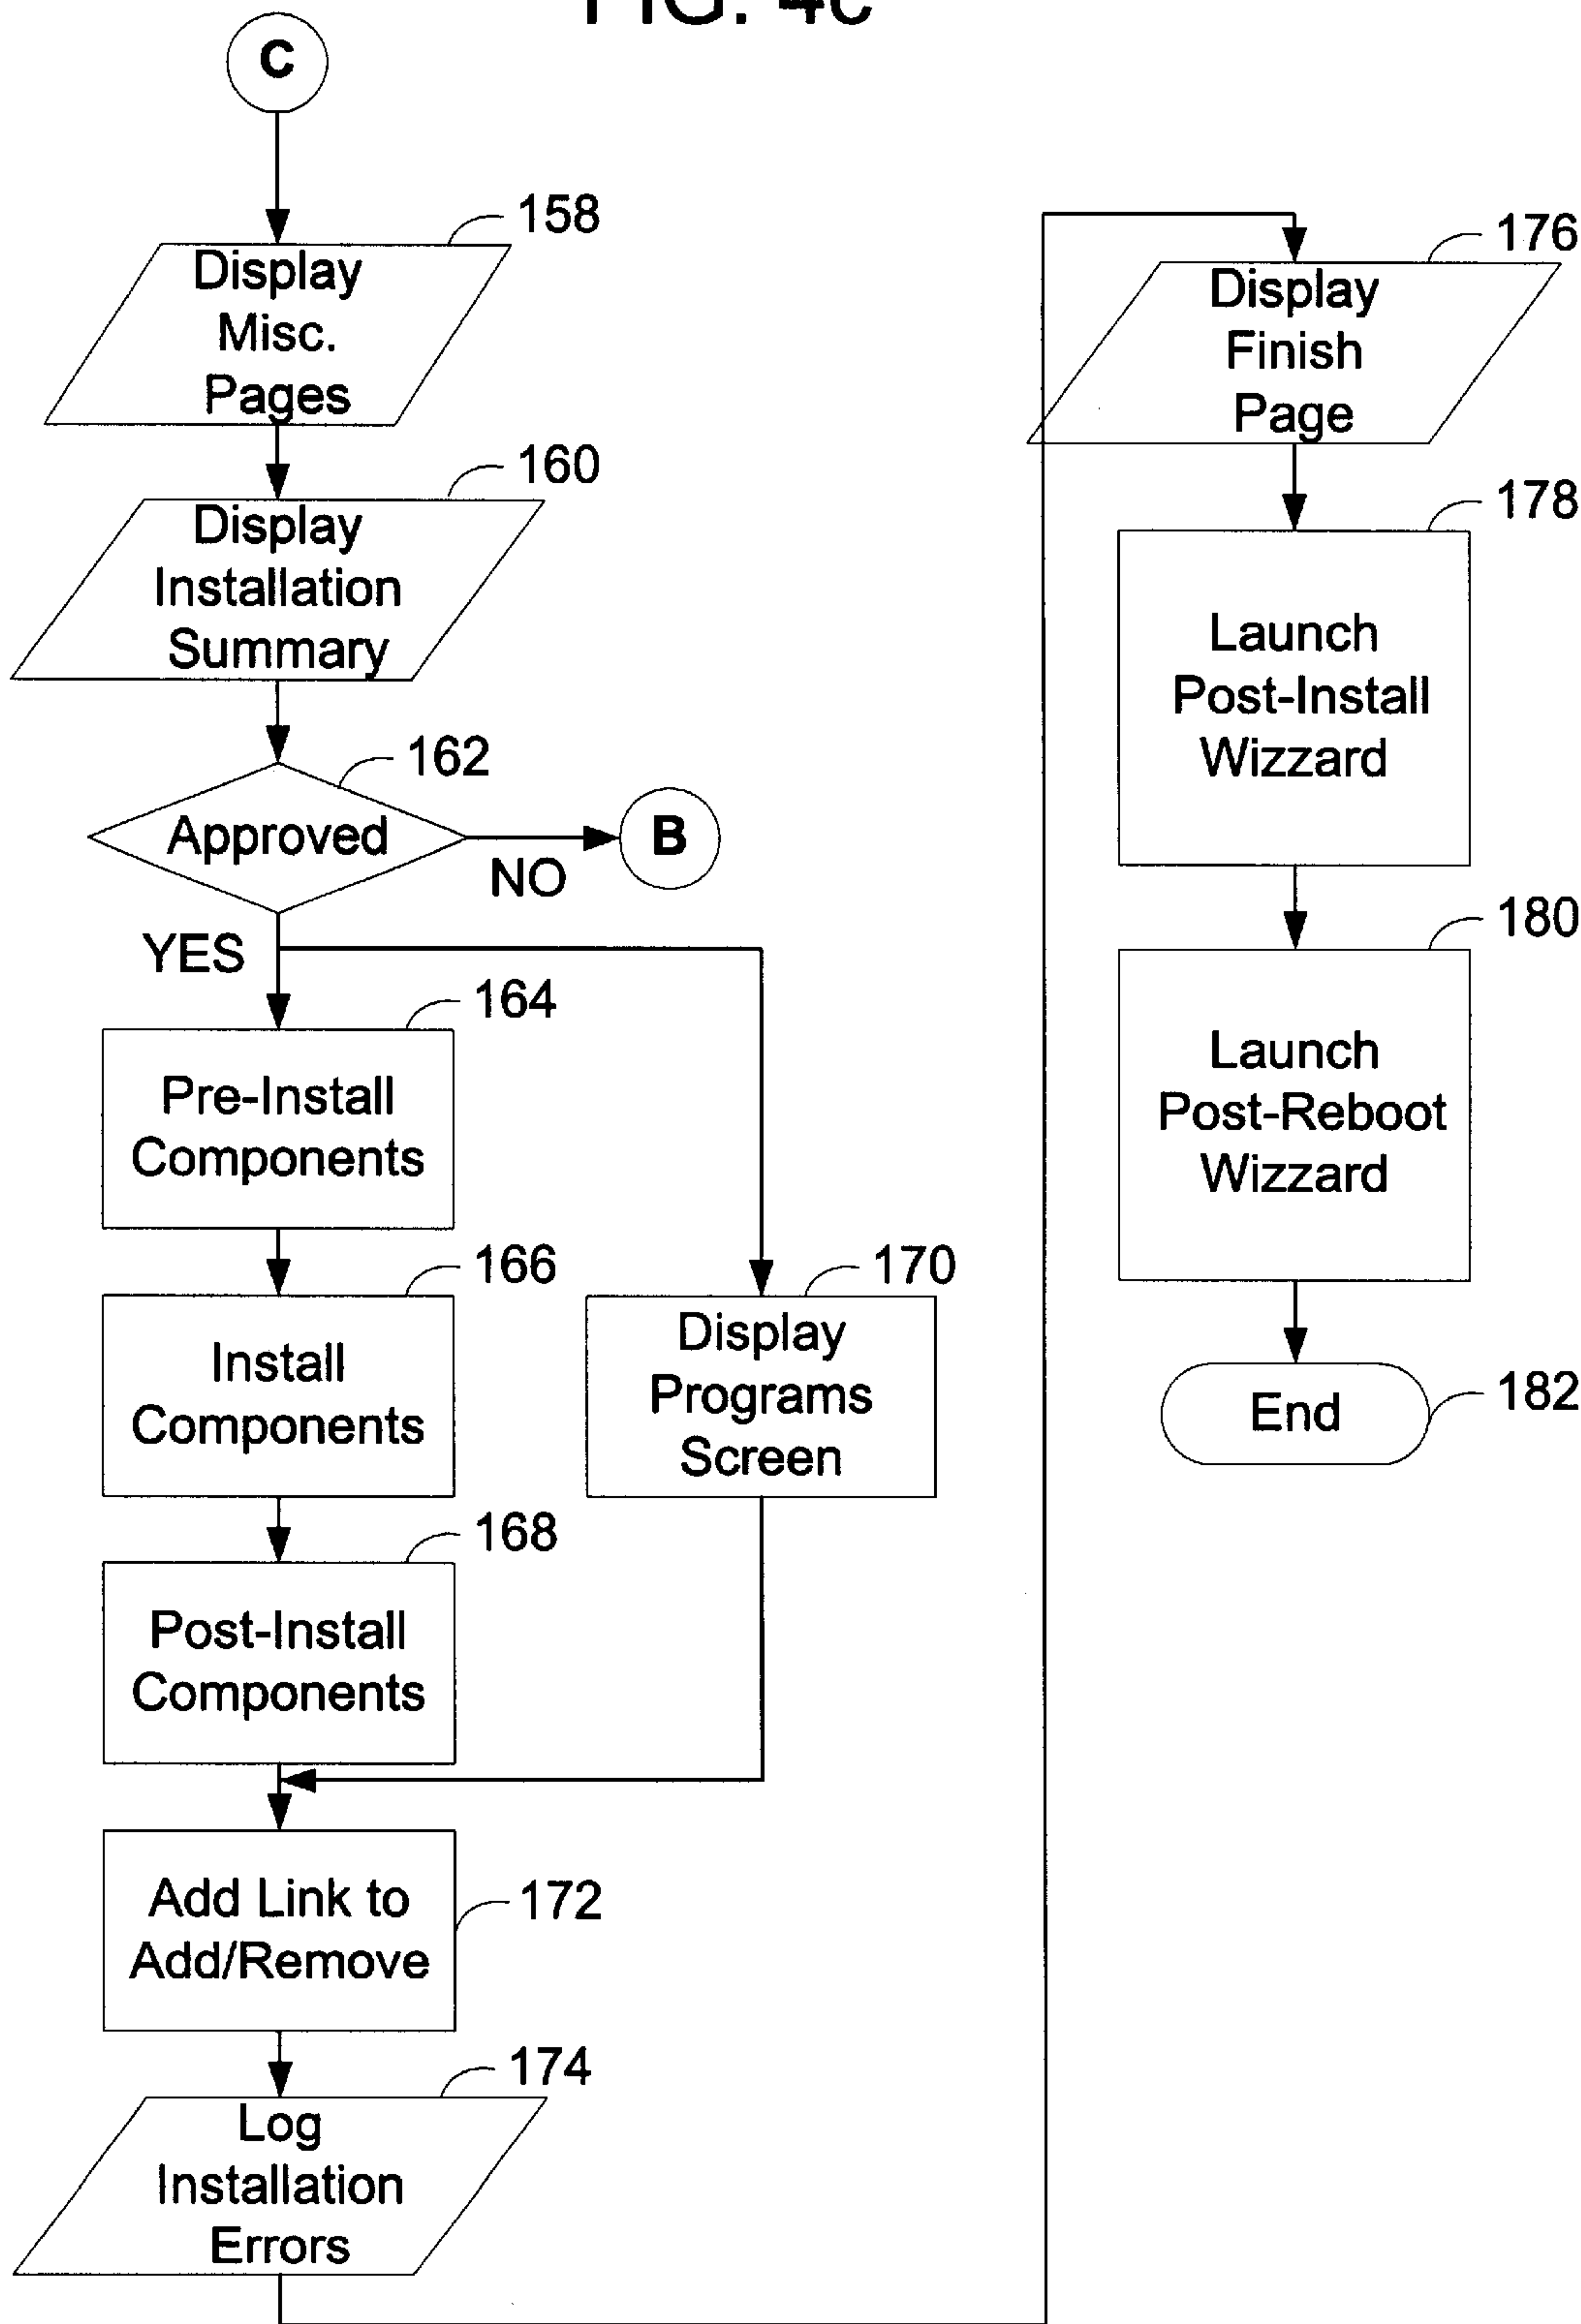 FIG. 4c
C
158
Display
Misc.
Pages
160
Display
Installation
Summary
162
Approved
NO
B
YES
164
Pre-Install
Components
166
Install
Components
170
Display
Programs
Screen
168
Post-Install
Components
172
Add Link to
Add/Remove
174
Log
Installation
Errors
176
Display
Finish
Page
178
Launch
Post-Install
Wizzard
180
Launch
Post-Reboot
Wizzard
End
182